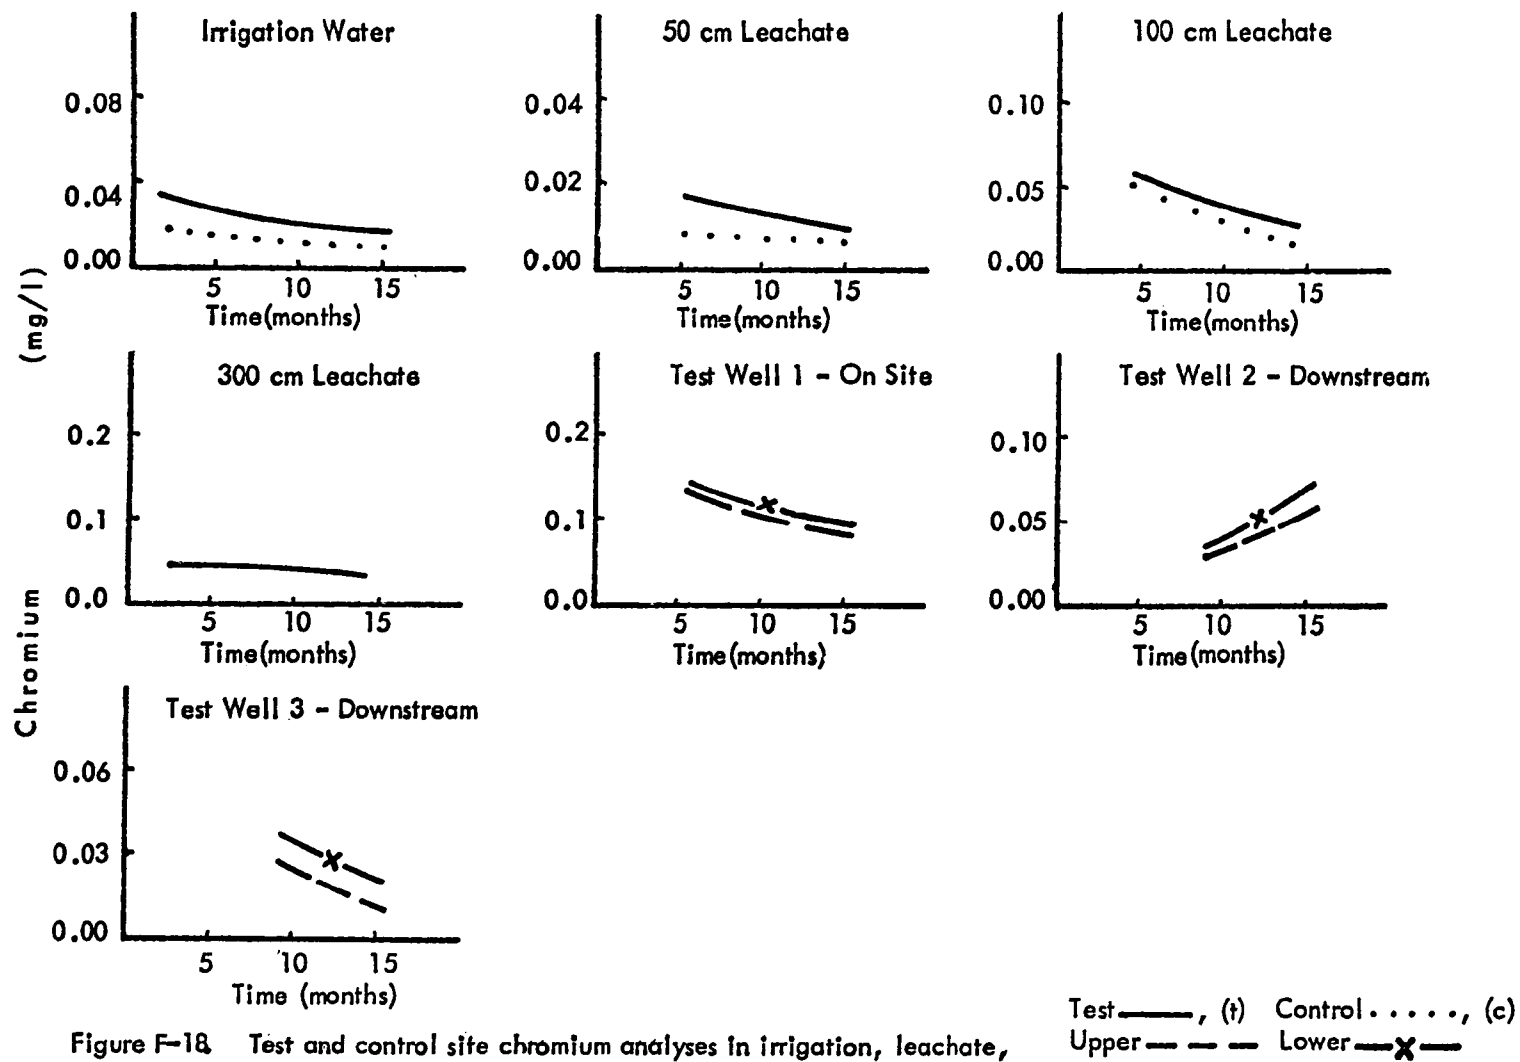 Irrigation Water
0.08
0.04
0.00
5 10 15
Time(months)
50 cm Leachate
0.04
0.02
0.00
5 10 15
Time(months)
100 cm Leachate
0.10
0.05
0.00
5 10 15
Time(months)
Chromium (mg/l)
300 cm Leachate
0.2
0.1
0.0
5 10 15
Time(months)
Test Well 1 - On Site
0.2
0.1
0.0
5 10 15
Time(months)
Test Well 2 - Downstream
0.10
0.05
0.00
5 10 15
Time(months)
Test Well 3 - Downstream
0.06
0.03
0.00
5 10 15
Time (months)
Test, (t) Control . . . . ., (c)
Upper Lower X
Figure F-18. Test and control site chromium analyses in irrigation, leachate,